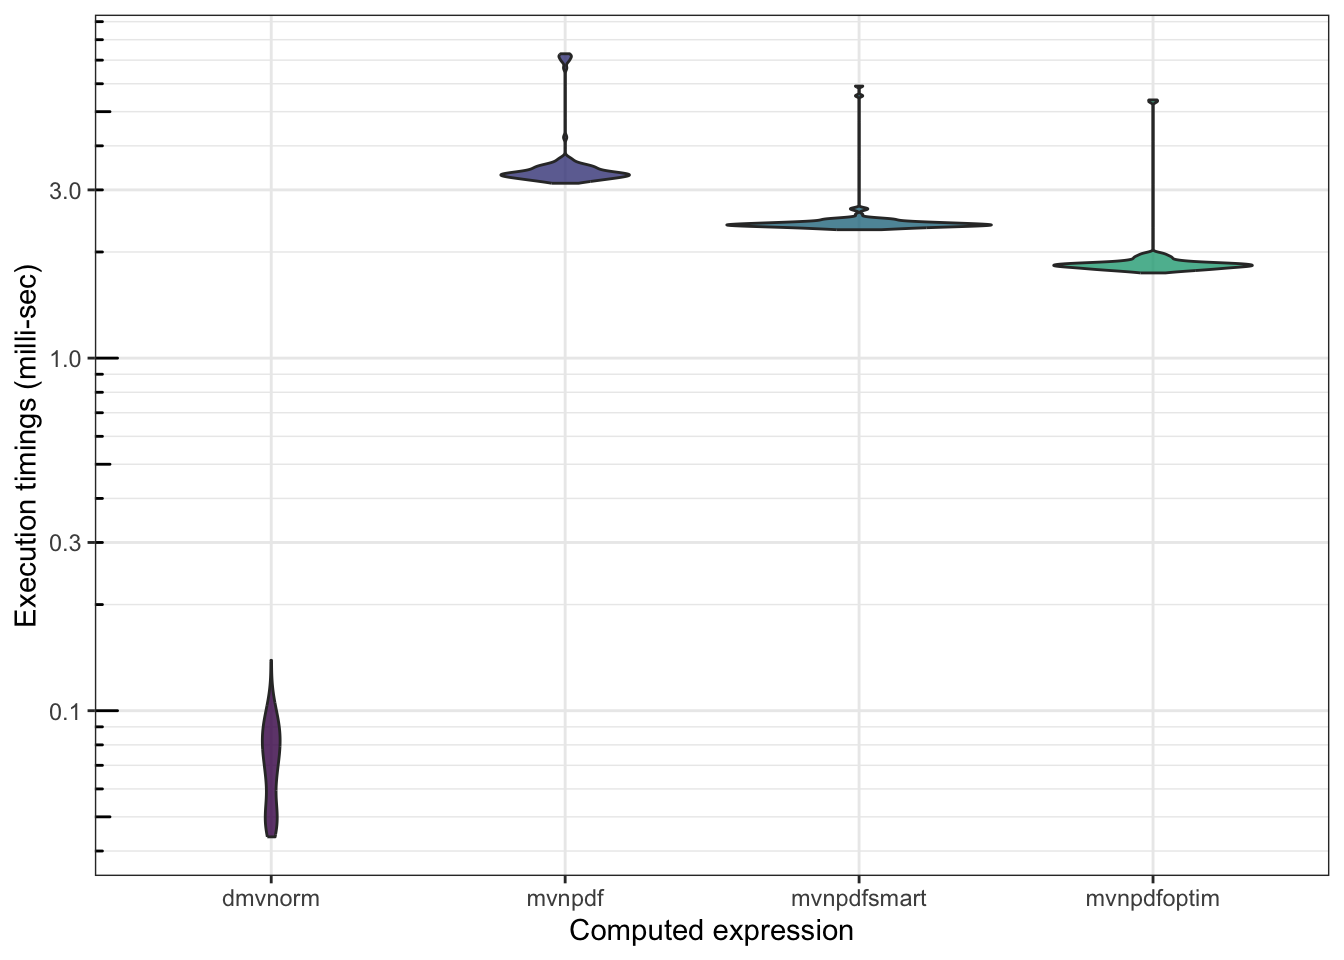 Execution timings (milli-sec)
3.0
1.0
0.3
0.1
dmvnorm
mvnpdf
mvnpdfsmart
mvnpdfoptim
Computed expression